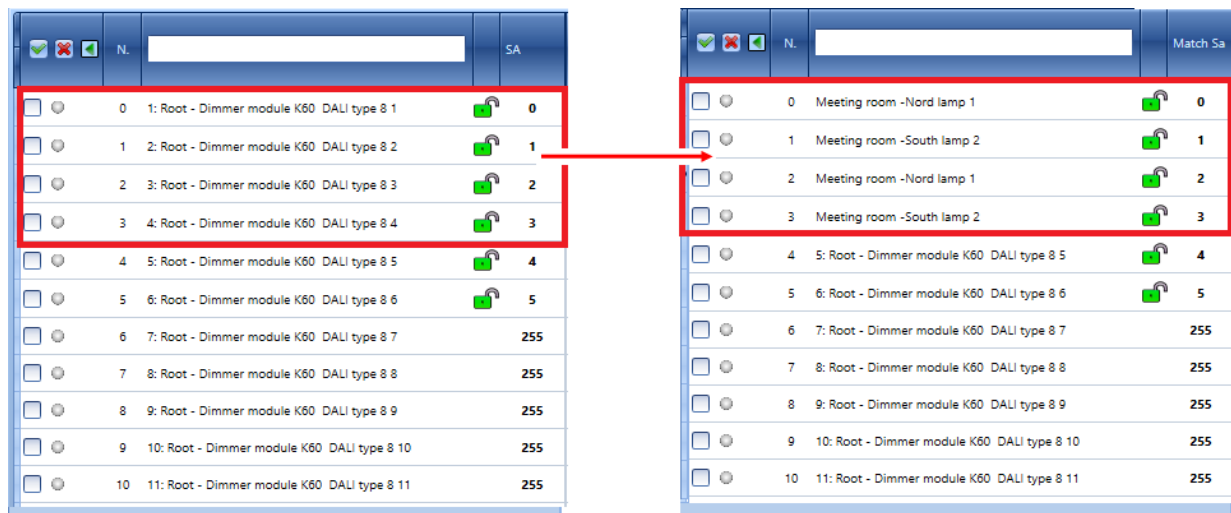 N. SA
0 1: Root - Dimmer module K60 DALI type 8 1 0
1 2: Root - Dimmer module K60 DALI type 8 2 1
2 3: Root - Dimmer module K60 DALI type 8 3 2
3 4: Root - Dimmer module K60 DALI type 8 4 3
4 5: Root - Dimmer module K60 DALI type 8 5 4
5 6: Root - Dimmer module K60 DALI type 8 6 5
6 7: Root - Dimmer module K60 DALI type 8 7 255
7 8: Root - Dimmer module K60 DALI type 8 8 255
8 9: Root - Dimmer module K60 DALI type 8 9 255
9 10: Root - Dimmer module K60 DALI type 8 10 255
10 11: Root - Dimmer module K60 DALI type 8 11 255
N. Match Sa
0 Meeting room -Nord lamp 1 0
1 Meeting room -South lamp 2 1
2 Meeting room -Nord lamp 1 2
3 Meeting room -South lamp 2 3
4 5: Root - Dimmer module K60 DALI type 8 5 4
5 6: Root - Dimmer module K60 DALI type 8 6 5
6 7: Root - Dimmer module K60 DALI type 8 7 255
7 8: Root - Dimmer module K60 DALI type 8 8 255
8 9: Root - Dimmer module K60 DALI type 8 9 255
9 10: Root - Dimmer module K60 DALI type 8 10 255
10 11: Root - Dimmer module K60 DALI type 8 11 255